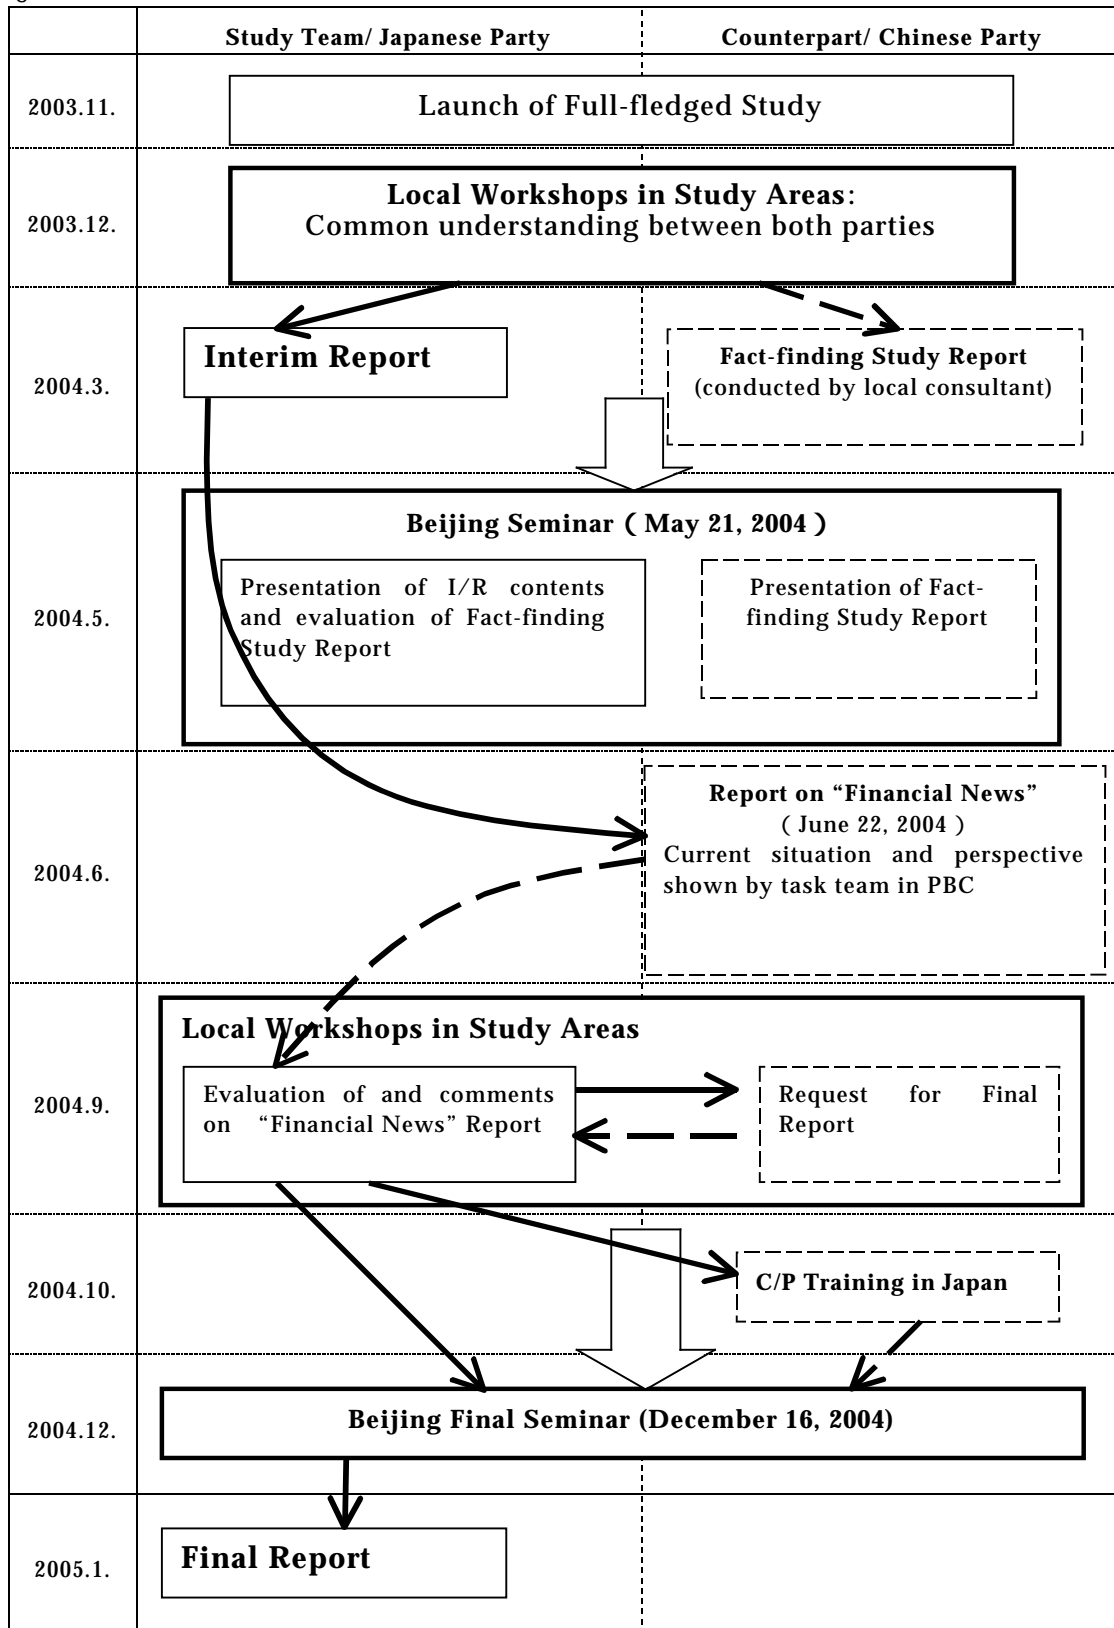 Study Team/ Japanese Party
Counterpart/ Chinese Party
2003.11.
Launch of Full-fledged Study
2003.12.
Local Workshops in Study Areas:
Common understanding between both parties
2004.3.
Interim Report
Fact-finding Study Report
(conducted by local consultant)
2004.5.
Beijing Seminar ( May 21, 2004 )
Presentation of I/R contents
and evaluation of Fact-finding
Study Report
Presentation of Fact-
finding Study Report
2004.6.
Report on “Financial News”
( June 22, 2004 )
Current situation and perspective
shown by task team in PBC
2004.9.
Local Workshops in Study Areas
Evaluation of and comments
on “Financial News” Report
Request for Final
Report
2004.10.
C/P Training in Japan
2004.12.
Beijing Final Seminar (December 16, 2004)
2005.1.
Final Report